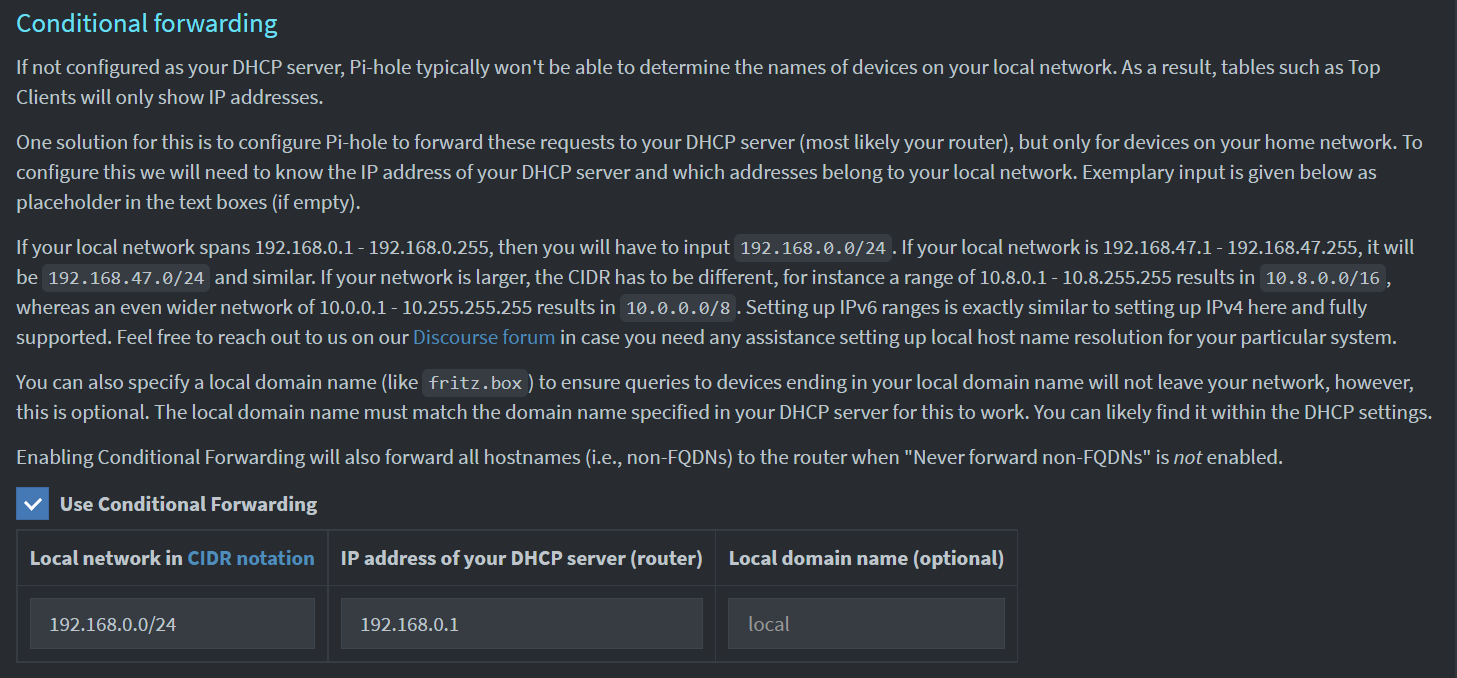 Conditional forwarding
If not configured as your DHCP server, Pi-hole typically won't be able to determine the names of devices on your local network. As a result, tables such as Top
Clients will only show IP addresses.
One solution for this is to configure Pi-hole to forward these requests to your DHCP server (most likely your router), but only for devices on your home network. To
configure this we will need to know the IP address of your DHCP server and which addresses belong to your local network. Exemplary input is given below as
placeholder in the text boxes (if empty).
If your local network spans 192.168.0.1 - 192.168.0.255, then you will have to input 192.168.0.0/24 . If your local network is 192.168.47.1 - 192.168.47.255, it will
be 192.168.47.0/24 and similar. If your network is larger, the CIDR has to be different, for instance a range of 10.8.0.1 - 10.8.255.255 results in 10.8.0.0/16 ,
whereas an even wider network of 10.0.0.1 - 10.255.255.255 results in 10.0.0.0/8 . Setting up IPv6 ranges is exactly similar to setting up IPv4 here and fully
supported. Feel free to reach out to us on our Discourse forum in case you need any assistance setting up local host name resolution for your particular system.
You can also specify a local domain name (like fritz.box ) to ensure queries to devices ending in your local domain name will not leave your network, however,
this is optional. The local domain name must match the domain name specified in your DHCP server for this to work. You can likely find it within the DHCP settings.
Enabling Conditional Forwarding will also forward all hostnames (i.e., non-FQDNs) to the router when "Never forward non-FQDNs" is not enabled.
Use Conditional Forwarding
Local network in CIDR notation IP address of your DHCP server (router) Local domain name (optional)
192.168.0.0/24 192.168.0.1 local